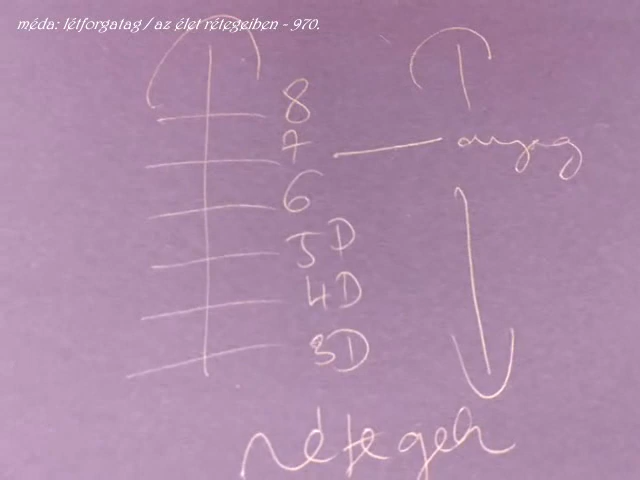 méda: létforgatag / az élet rétegeiben - 970.
8
7 — anyag
6
5D
4D
3D
rétegek